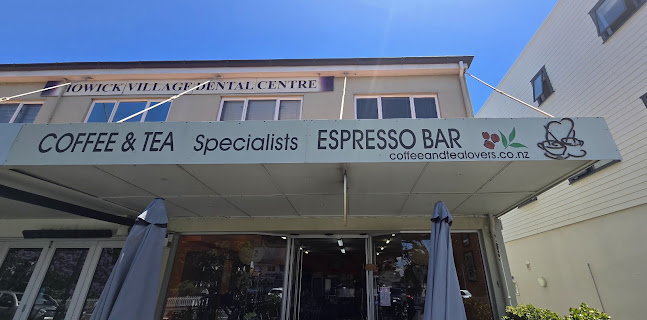 HOWICK VILLAGE DENTAL CENTRE
COFFEE & TEA Specialists ESPRESSO BAR
coffeeandtealovers.co.nz